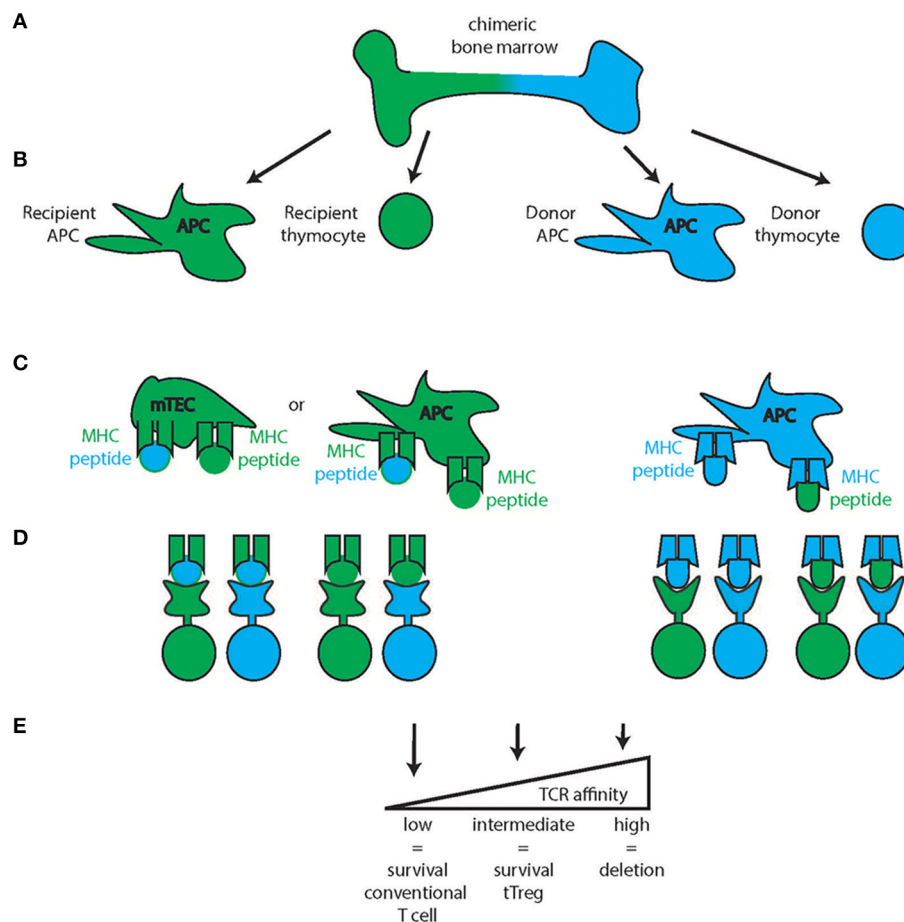 A
chimeric
bone marrow
B
Recipient
APC
APC
Recipient
thymocyte
Donor
APC
APC
Donor
thymocyte
C
mTEC
or
APC
APC
MHC
peptide
MHC
peptide
MHC
peptide
MHC
peptide
MHC
peptide
MHC
peptide
D
E
TCR affinity
low
=
survival
conventional
T cell
intermediate
=
survival
tTreg
high
=
deletion